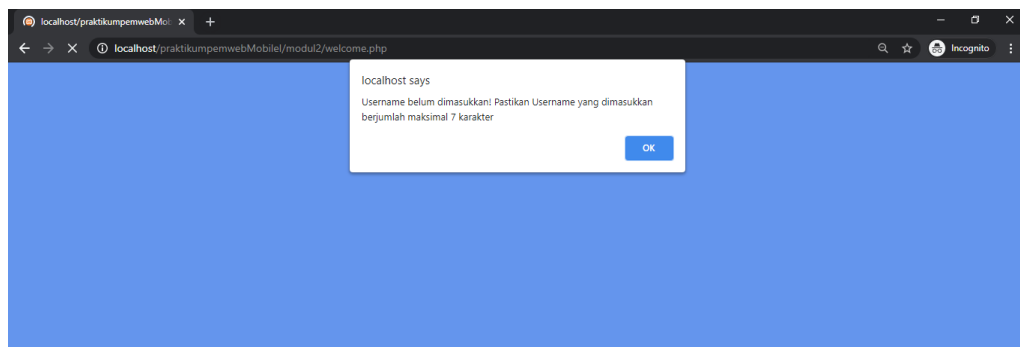 localhost/praktikumpemwebMobi
localhost/praktikumpemwebMobilel/modul2/welcome.php
Incognito
localhost says
Username belum dimasukkan! Pastikan Username yang dimasukkan
berjumlah maksimal 7 karakter
OK